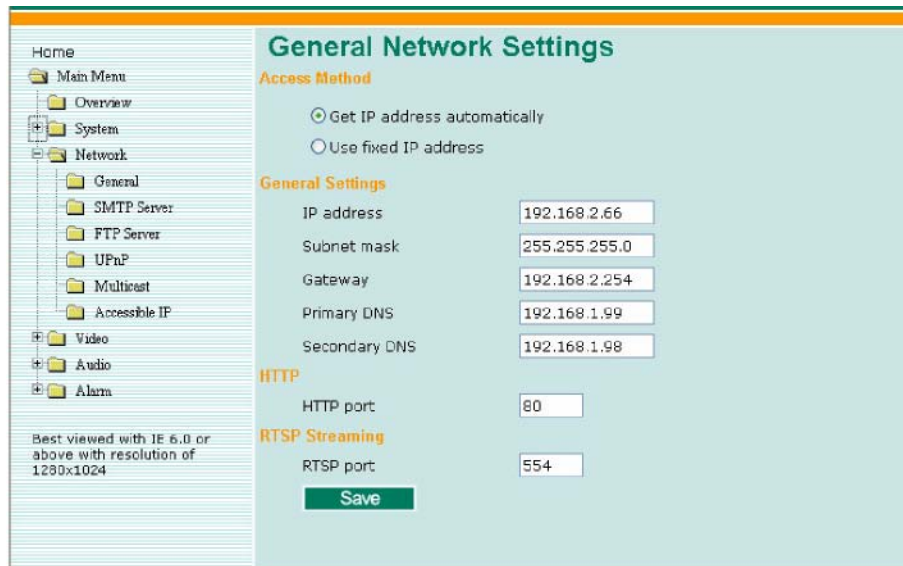 Home
Main Menu
Overview
System
Network
General
SMTP Server
FTP Server
UPnP
Multicast
Accessible IP
Video
Audio
Alarm
Best viewed with IE 6.0 or
above with resolution of
1280x1024
General Network Settings
Access Method
Get IP address automatically
Use fixed IP address
General Settings
IP address 192.168.2.66
Subnet mask 255.255.255.0
Gateway 192.168.2.254
Primary DNS 192.168.1.99
Secondary DNS 192.168.1.98
HTTP
HTTP port 80
RTSP Streaming
RTSP port 554
Save